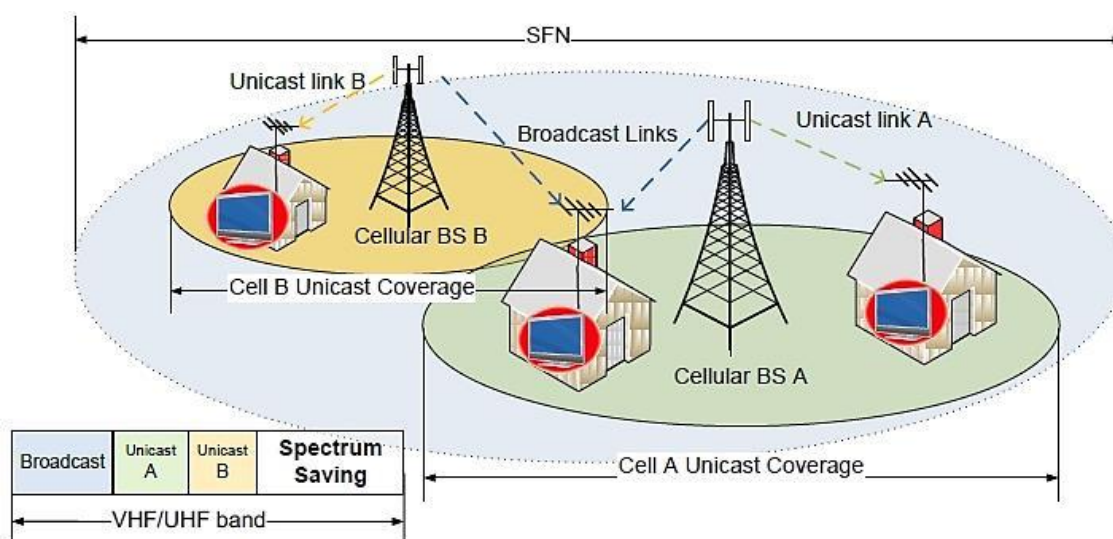 SFN
Unicast link B
Broadcast Links
Unicast link A
Cellular BS B
Cell B Unicast Coverage
Cellular BS A
Broadcast
Unicast
A
Unicast
B
Spectrum
Saving
Cell A Unicast Coverage
VHF/UHF band